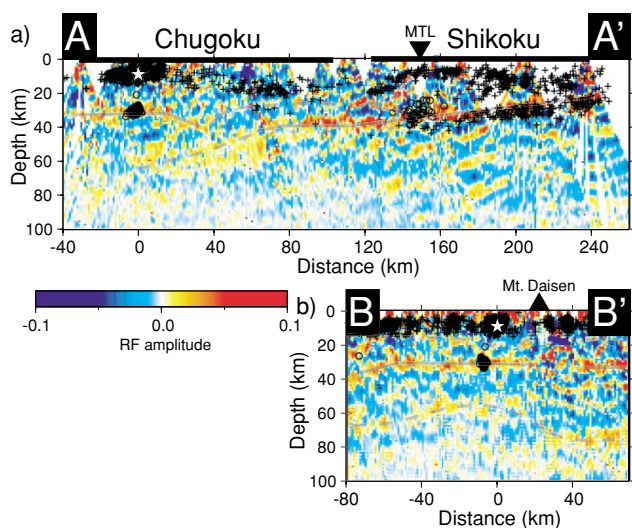 a) A Chugoku MTL Shikoku A'
0
20
40
60
80
100
Depth (km)
-40 0 40 80 120 160 200 240
Distance (km)
-0.1 0.0 0.1
RF amplitude
Mt. Daisen
b) B B'
0
20
40
60
80
100
Depth (km)
-80 -40 0 40
Distance (km)